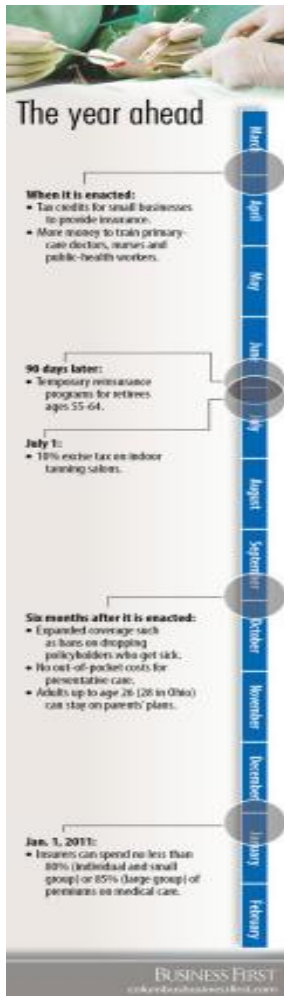 The year ahead
March
When it is enacted:
• Tax credits for small businesses
to provide insurance.
• More money to train primary-
care doctors, nurses and
public-health workers.
April
May
June
90 days later:
• Temporary reinsurance
programs for retirees
ages 55-64.
July
July 1:
• 10% excise tax on indoor
tanning salons.
August
September
Six months after it is enacted:
• Expanded coverage such
as bans on dropping
policyholders who get sick.
• No out-of-pocket costs for
preventative care.
• Adults up to age 26 (28 in Ohio)
can stay on parents' plans.
October
November
December
Jan. 1, 2011:
• Insurers can spend no less than
80% (individual and small
group) or 85% (large group) of
premiums on medical care.
January
February
BUSINESS FIRST
columbusbusinessfirst.com